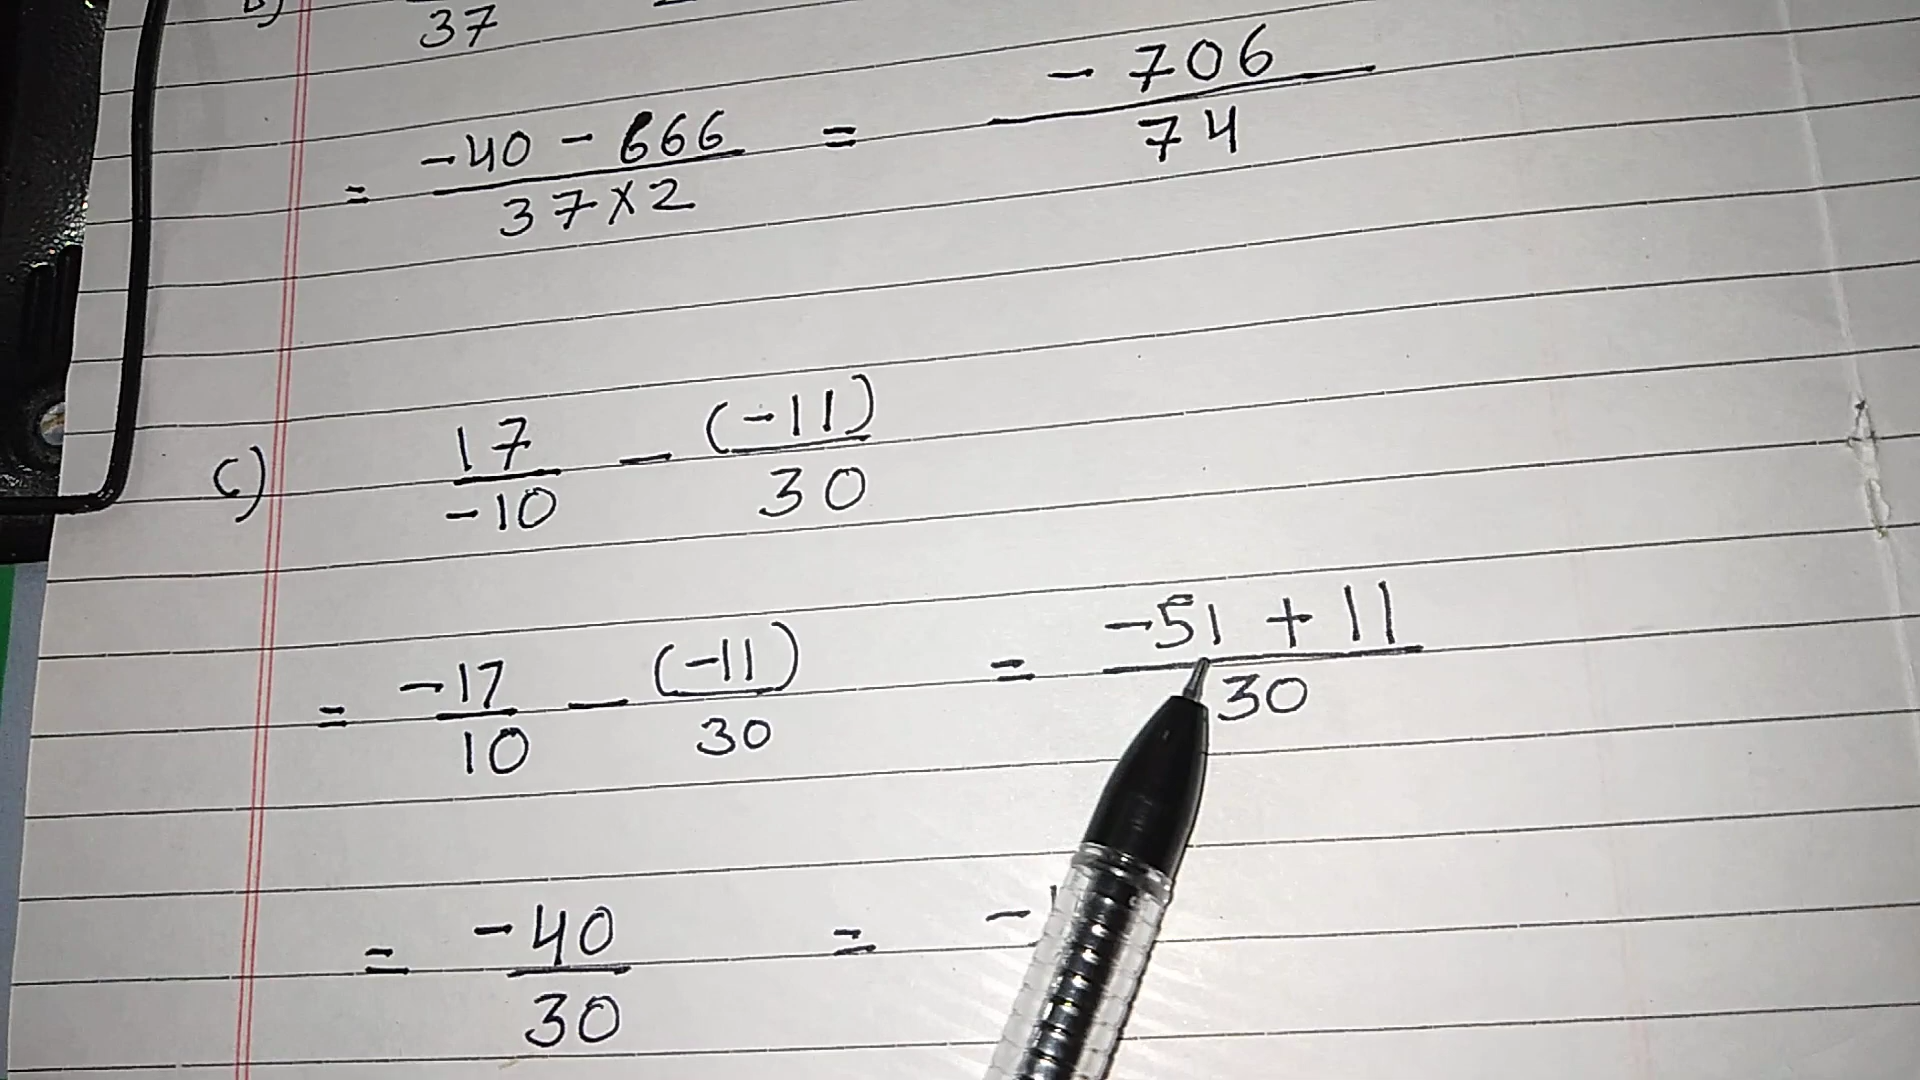 37
= -40 - 666 / 37×2 = -706 / 74
c) 17 / -10 - (-11) / 30
= -17 / 10 - (-11) / 30 = -51 + 11 / 30
= -40 / 30 = -